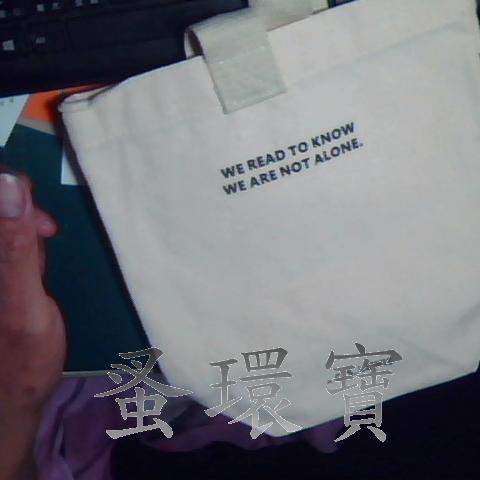 WE READ TO KNOW
WE ARE NOT ALONE.
蚤環寶